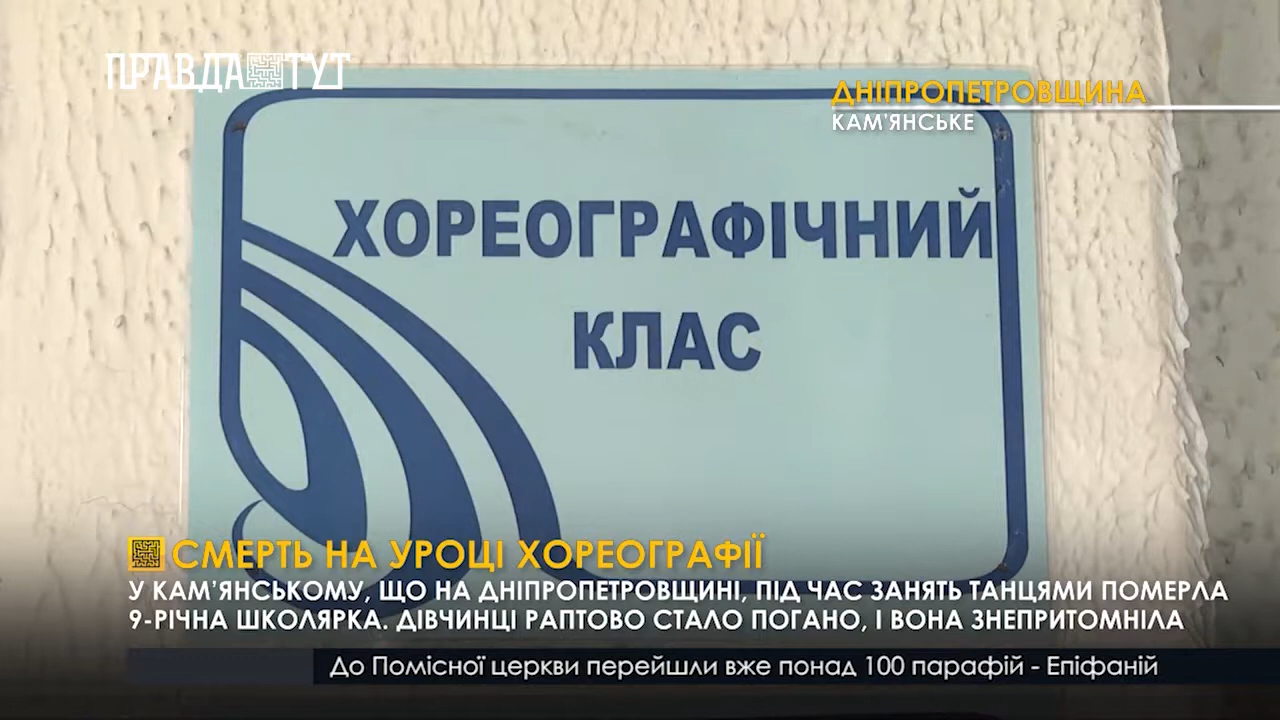 ПРАВДА ТУТ
ДНІПРОПЕТРОВЩИНА
КАМ'ЯНСЬКЕ
ХОРЕОГРАФІЧНИЙ
КЛАС
СМЕРТЬ НА УРОЦІ ХОРЕОГРАФІЇ
У КАМ’ЯНСЬКОМУ, ЩО НА ДНІПРОПЕТРОВЩИНІ, ПІД ЧАС ЗАНЯТЬ ТАНЦЯМИ ПОМЕРЛА
9-РІЧНА ШКОЛЯРКА. ДІВЧИНЦІ РАПТОВО СТАЛО ПОГАНО, І ВОНА ЗНЕПРИТОМНІЛА
До Помісної церкви перейшли вже понад 100 парафій - Епіфаній